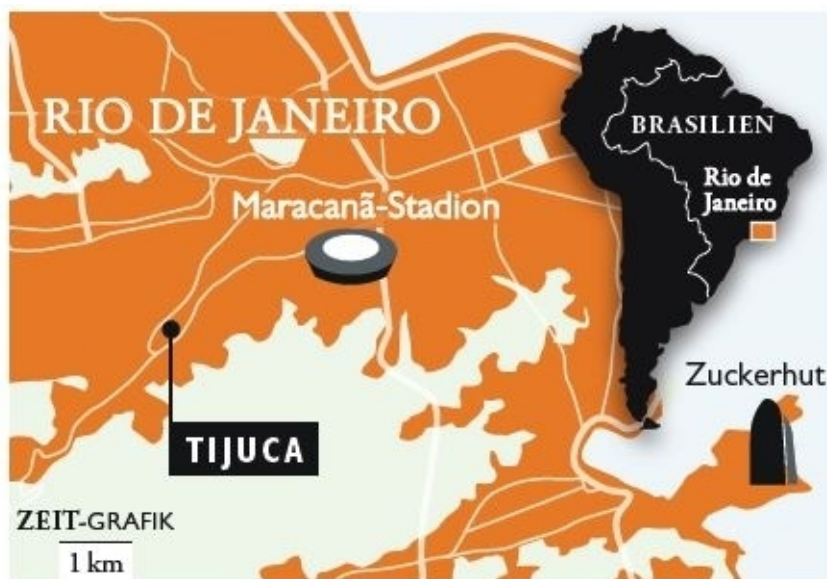 RIO DE JANEIRO
BRASILIEN
Rio de
Janeiro
Maracanã-Stadion
Zuckerhut
TIJUCA
ZEIT-GRAFIK
1 km